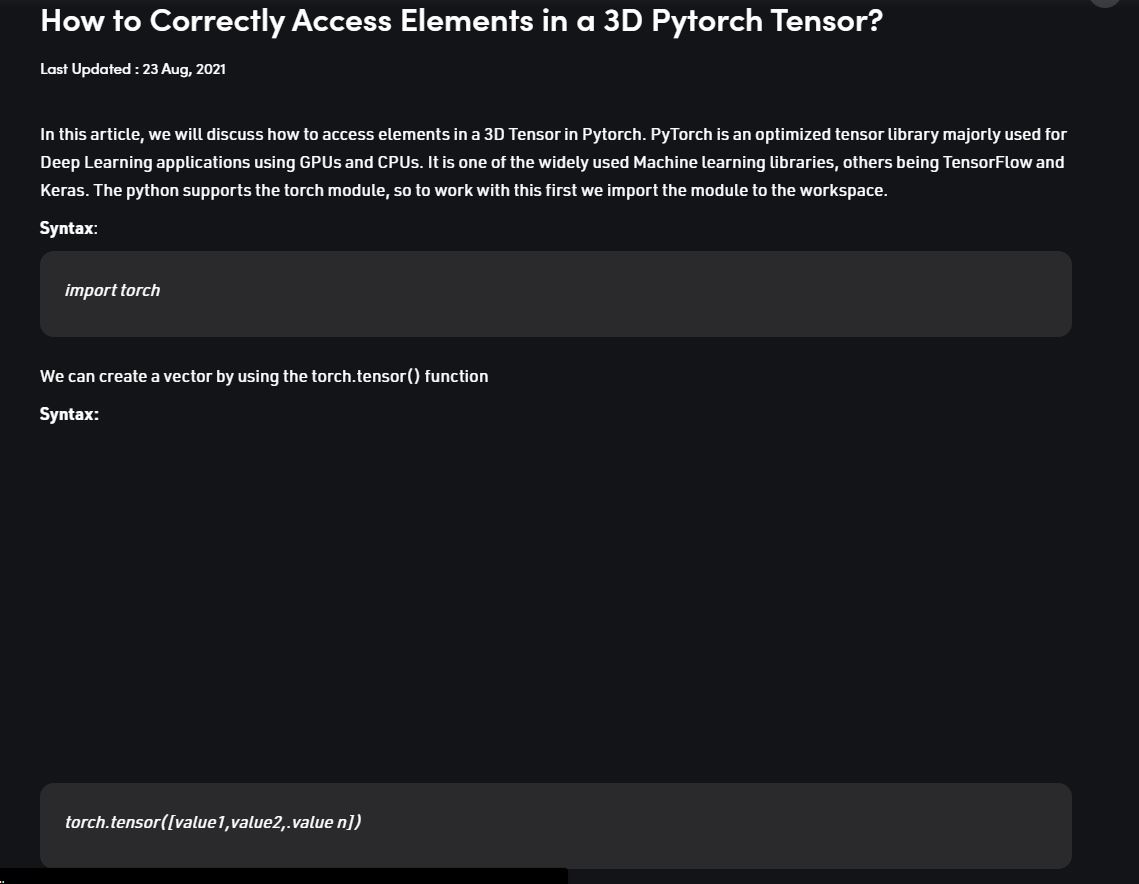 How to Correctly Access Elements in a 3D Pytorch Tensor?
Last Updated : 23 Aug, 2021
In this article, we will discuss how to access elements in a 3D Tensor in Pytorch. PyTorch is an optimized tensor library majorly used for
Deep Learning applications using GPUs and CPUs. It is one of the widely used Machine learning libraries, others being TensorFlow and
Keras. The python supports the torch module, so to work with this first we import the module to the workspace.
Syntax:
import torch
We can create a vector by using the torch.tensor() function
Syntax:
torch.tensor([value1,value2,.value n])